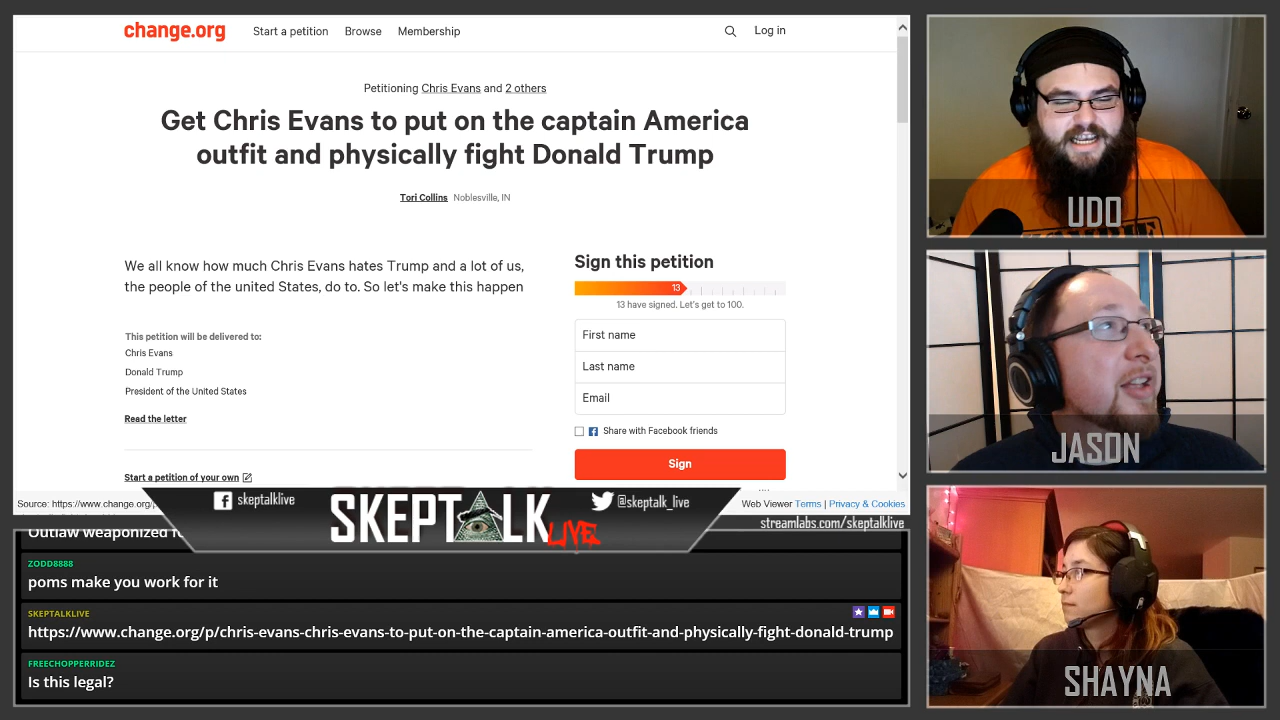 change.org
Start a petition
Browse
Membership
Log in
Petitioning Chris Evans and 2 others
Get Chris Evans to put on the captain America
outfit and physically fight Donald Trump
Tori Collins Noblesville, IN
We all know how much Chris Evans hates Trump and a lot of us,
the people of the united States, do to. So let's make this happen
This petition will be delivered to:
Chris Evans
Donald Trump
President of the United States
Read the letter
Start a petition of your own
Sign this petition
13
13 have signed. Let's get to 100.
First name
Last name
Email
Share with Facebook friends
Sign
Source: https://www.change.org/
Web Viewer Terms | Privacy & Cookies
skeptalklive
SKEPTALK
LIVE
@skeptalk_live
streamlabs.com/skeptalklive
Outlaw weaponized
ZODD8888
poms make you work for it
SKEPTALKLIVE
https://www.change.org/p/chris-evans-chris-evans-to-put-on-the-captain-america-outfit-and-physically-fight-donald-trump
FREECHOPPERRIDEZ
Is this legal?
UDO
JASON
SHAYNA